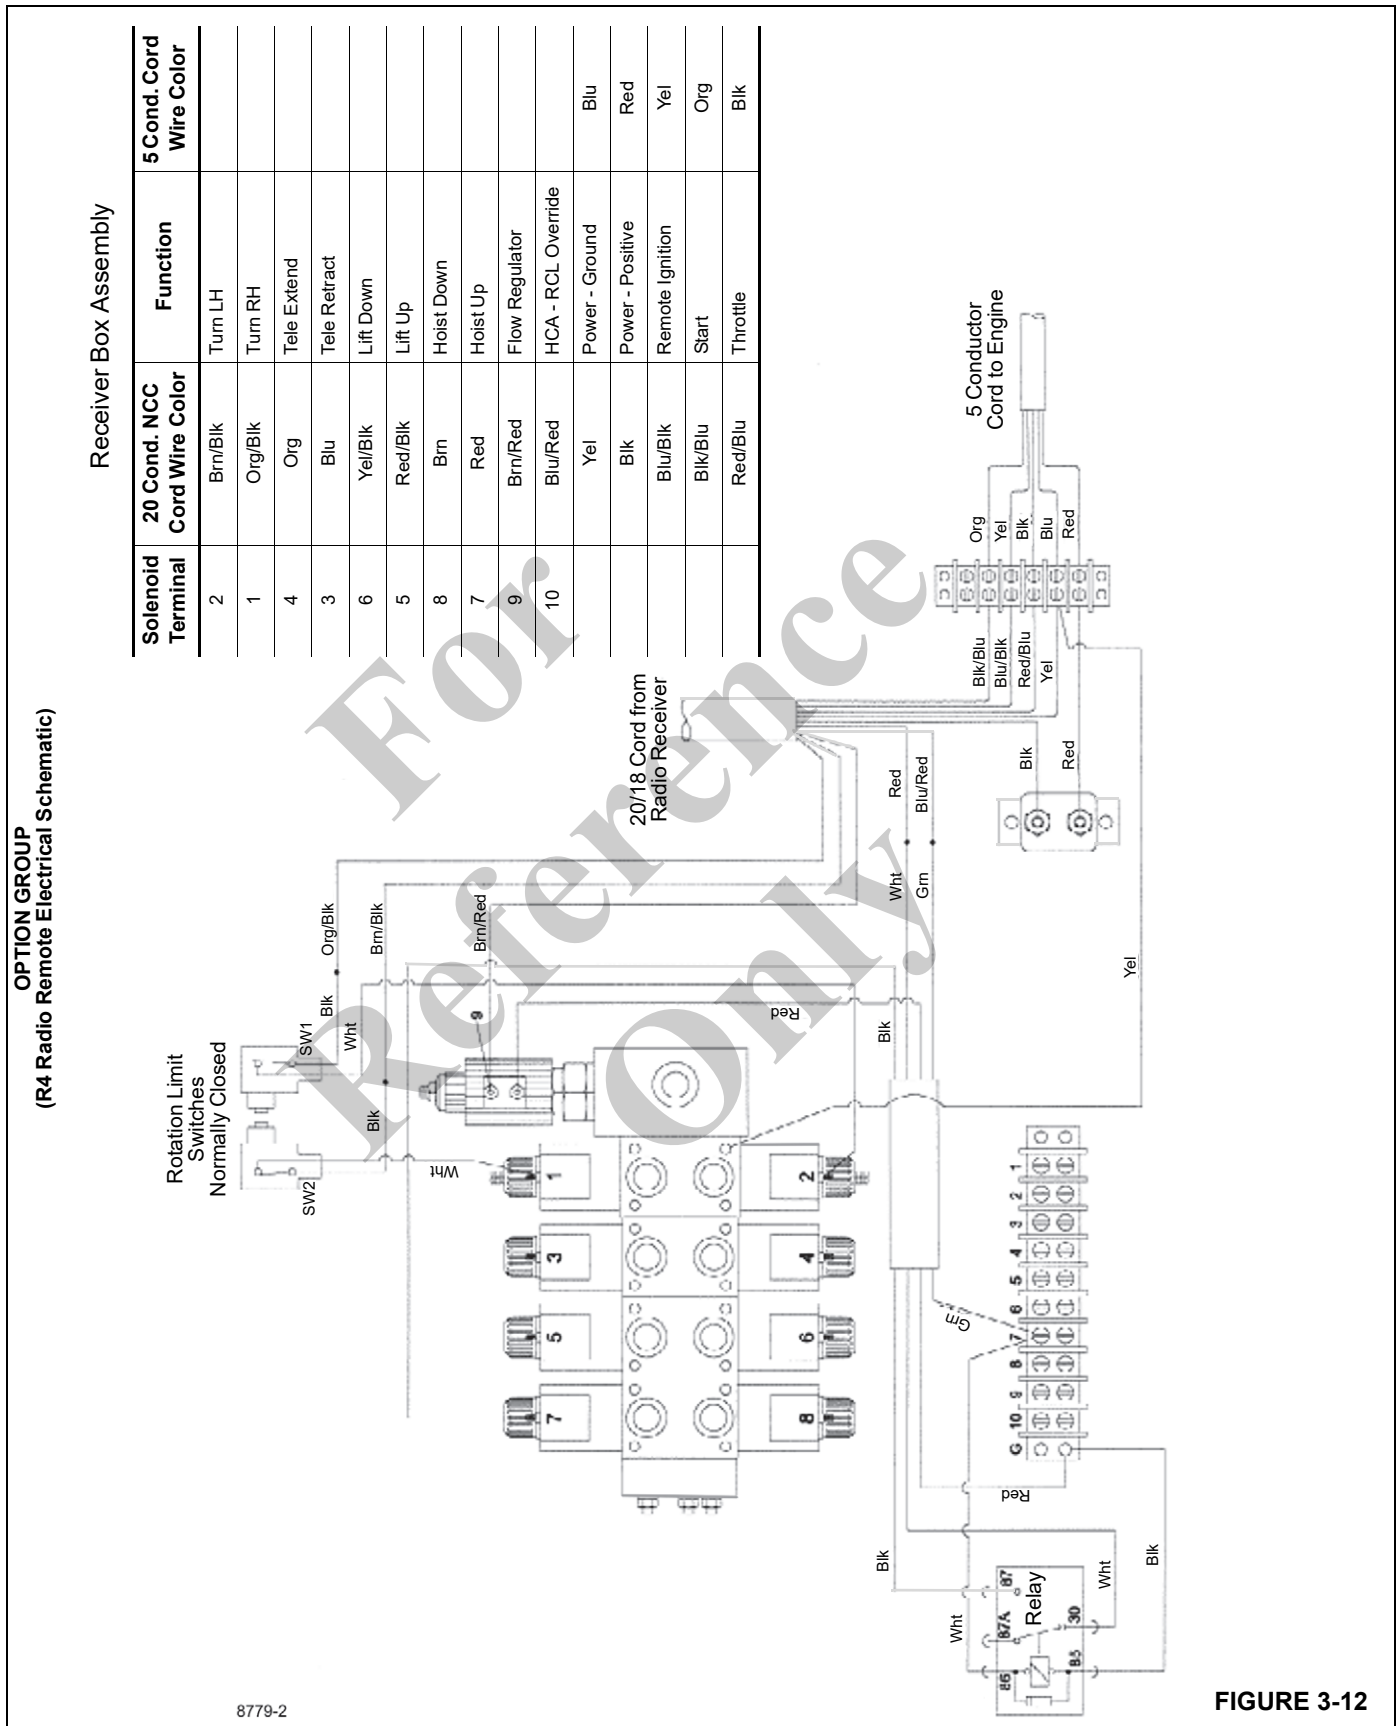 OPTION GROUP
(R4 Radio Remote Electrical Schematic)
Receiver Box Assembly
Solenoid Terminal 20 Cond. NCC Cord Wire Color Function 5 Cond. Cord Wire Color
2 Brn/Blk Turn LH
1 Org/Blk Turn RH
4 Org Tele Extend
3 Blu Tele Retract
6 Yel/Blk Lift Down
5 Red/Blk Lift Up
8 Brn Hoist Down
7 Red Hoist Up
9 Brn/Red Flow Regulator
10 Blu/Red HCA - RCL Override
Yel Power - Ground Blu
Blk Power - Positive Red
Blu/Blk Remote Ignition Yel
Blk/Blu Start Org
Red/Blu Throttle Blk
Rotation Limit
Switches
Normally Closed
SW2
SW1
Blk
Wht
Org/Blk
Blk
Brn/Blk
Wht
Brn/Red
9
Red
1
2
3
4
5
6
7
8
20/18 Cord from
Radio Receiver
Red
Blu/Red
Wht
Grn
Blk
5 Conductor
Cord to Engine
Org
Yel
Blk
Blu
Red
Blk/Blu
Blu/Blk
Red/Blu
Yel
Blk
Red
Yel
Grn
1
2
3
4
5
6
7
8
9
10
G
Red
Blk
Wht
Wht
Blk
86
87A
87
Relay
85
30
For
Reference
Only
8779-2
FIGURE 3-12